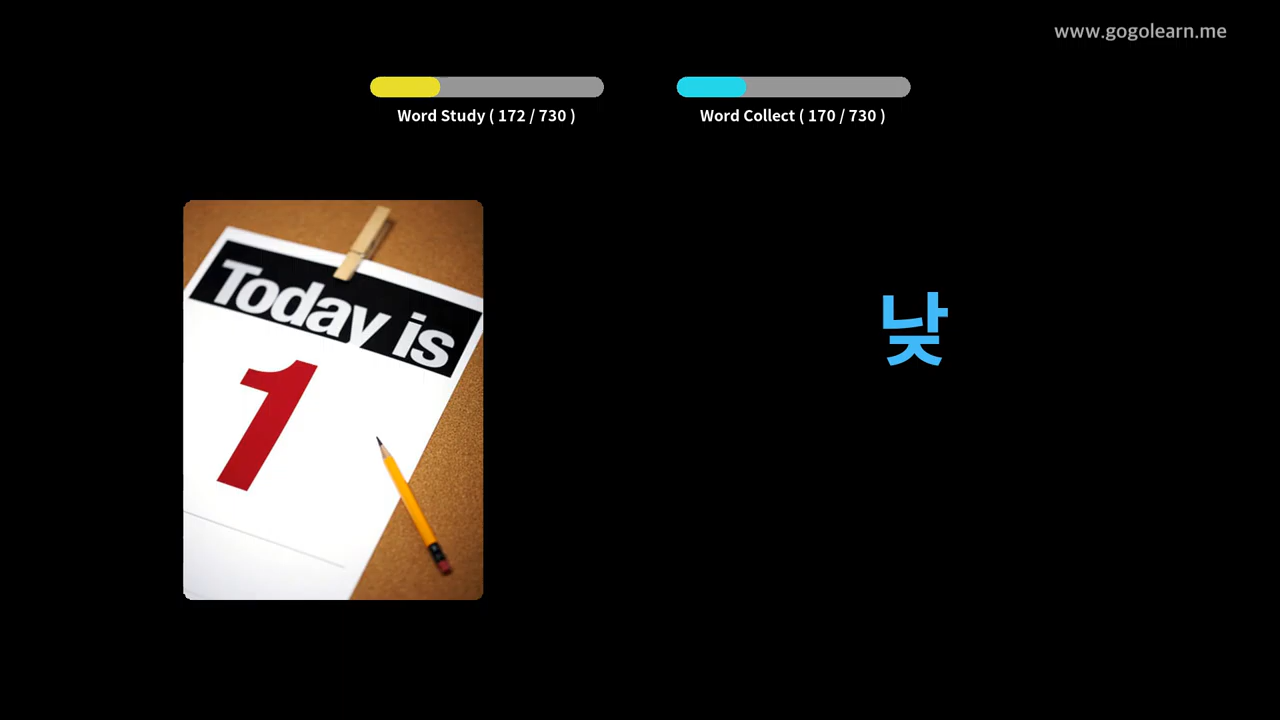 www.gogolearn.me
Word Study ( 172 / 730 )
Word Collect ( 170 / 730 )
Today is
1
낮